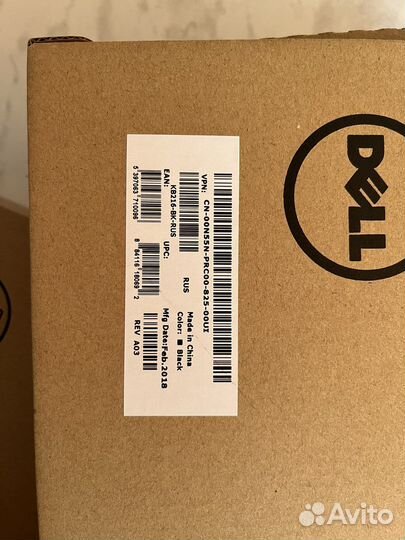 DELL
VPN:
CN-00N55N-PRC00-825-00UI
KB216-BK-RUS
EAN:
5 397063 710096
UPC:
8 84116 18069 2
RUS
Made in China
Color: Black
Mfg Date:Feb.2018
REV A03
Avito